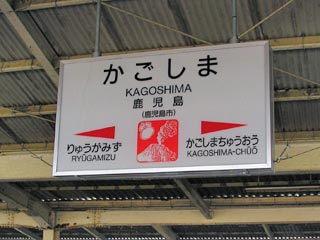 かごしま
KAGOSHIMA
鹿児島
(鹿児島市)
りゅうがみず
RYŪGAMIZU
かごしまちゅうおう
KAGOSHIMA-CHŪŌ